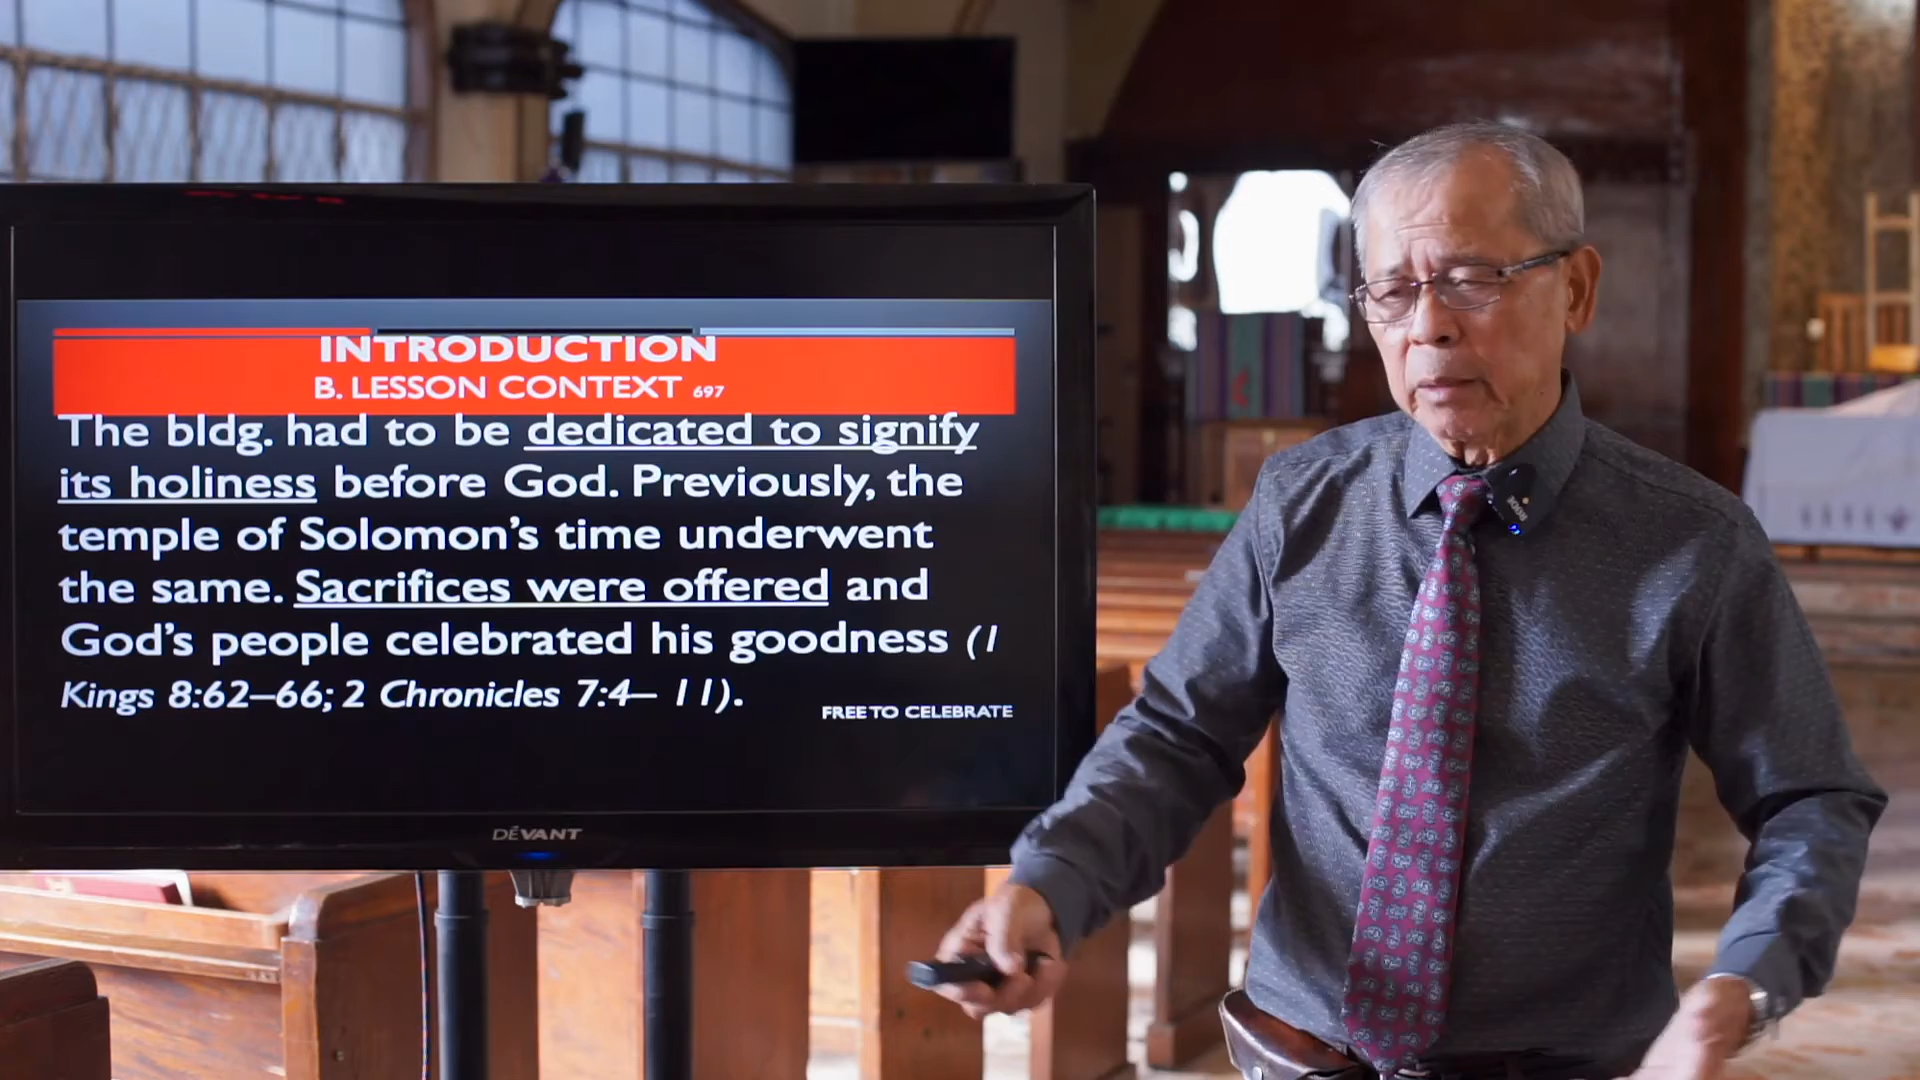 INTRODUCTION
B. LESSON CONTEXT 697
The bldg. had to be dedicated to signify
its holiness before God. Previously, the
temple of Solomon's time underwent
the same. Sacrifices were offered and
God's people celebrated his goodness (1
Kings 8:62–66; 2 Chronicles 7:4– 11).
FREE TO CELEBRATE
DEVANT
RODE